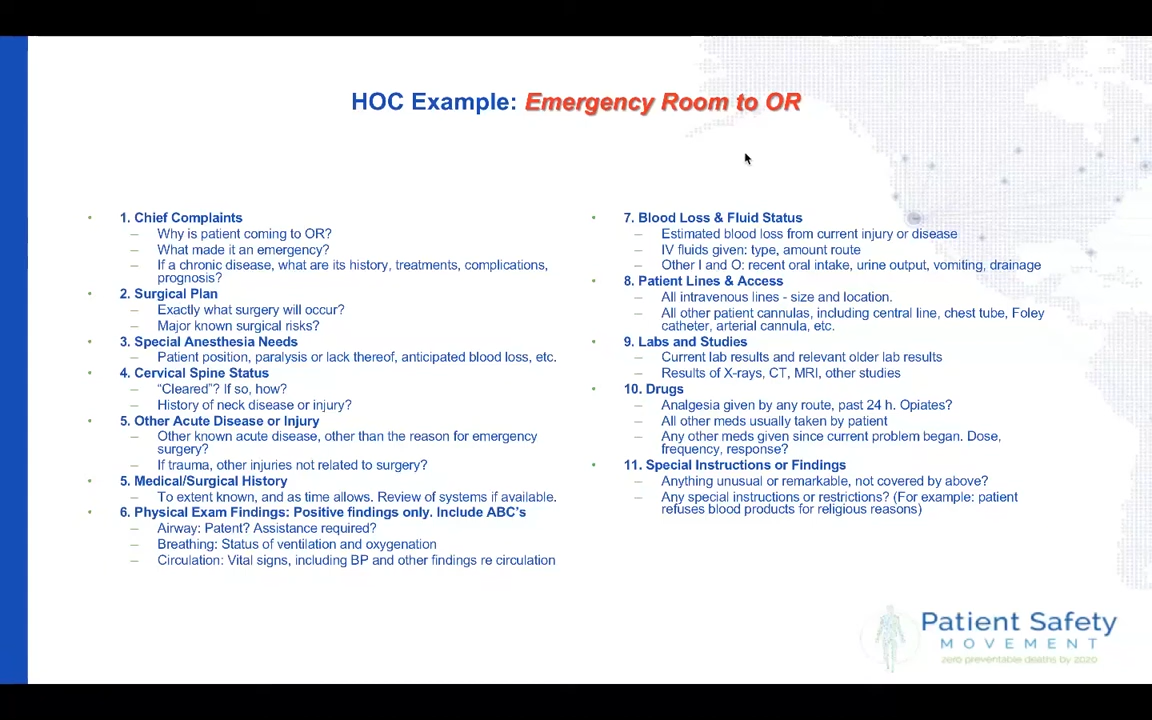 HOC Example: Emergency Room to OR
• 1. Chief Complaints
– Why is patient coming to OR?
– What made it an emergency?
– If a chronic disease, what are its history, treatments, complications,
prognosis?
• 2. Surgical Plan
– Exactly what surgery will occur?
– Major known surgical risks?
• 3. Special Anesthesia Needs
– Patient position, paralysis or lack thereof, anticipated blood loss, etc.
• 4. Cervical Spine Status
– “Cleared”? If so, how?
– History of neck disease or injury?
• 5. Other Acute Disease or Injury
– Other known acute disease, other than the reason for emergency
surgery?
– If trauma, other injuries not related to surgery?
• 5. Medical/Surgical History
– To extent known, and as time allows. Review of systems if available.
• 6. Physical Exam Findings: Positive findings only. Include ABC’s
– Airway: Patent? Assistance required?
– Breathing: Status of ventilation and oxygenation
– Circulation: Vital signs, including BP and other findings re circulation
• 7. Blood Loss & Fluid Status
– Estimated blood loss from current injury or disease
– IV fluids given: type, amount route
– Other I and O: recent oral intake, urine output, vomiting, drainage
• 8. Patient Lines & Access
– All intravenous lines - size and location.
– All other patient cannulas, including central line, chest tube, Foley
catheter, arterial cannula, etc.
• 9. Labs and Studies
– Current lab results and relevant older lab results
– Results of X-rays, CT, MRI, other studies
• 10. Drugs
– Analgesia given by any route, past 24 h. Opiates?
– All other meds usually taken by patient
– Any other meds given since current problem began. Dose,
frequency, response?
• 11. Special Instructions or Findings
– Anything unusual or remarkable, not covered by above?
– Any special instructions or restrictions? (For example: patient
refuses blood products for religious reasons)
Patient Safety
MOVEMENT
zero preventable deaths by 2020